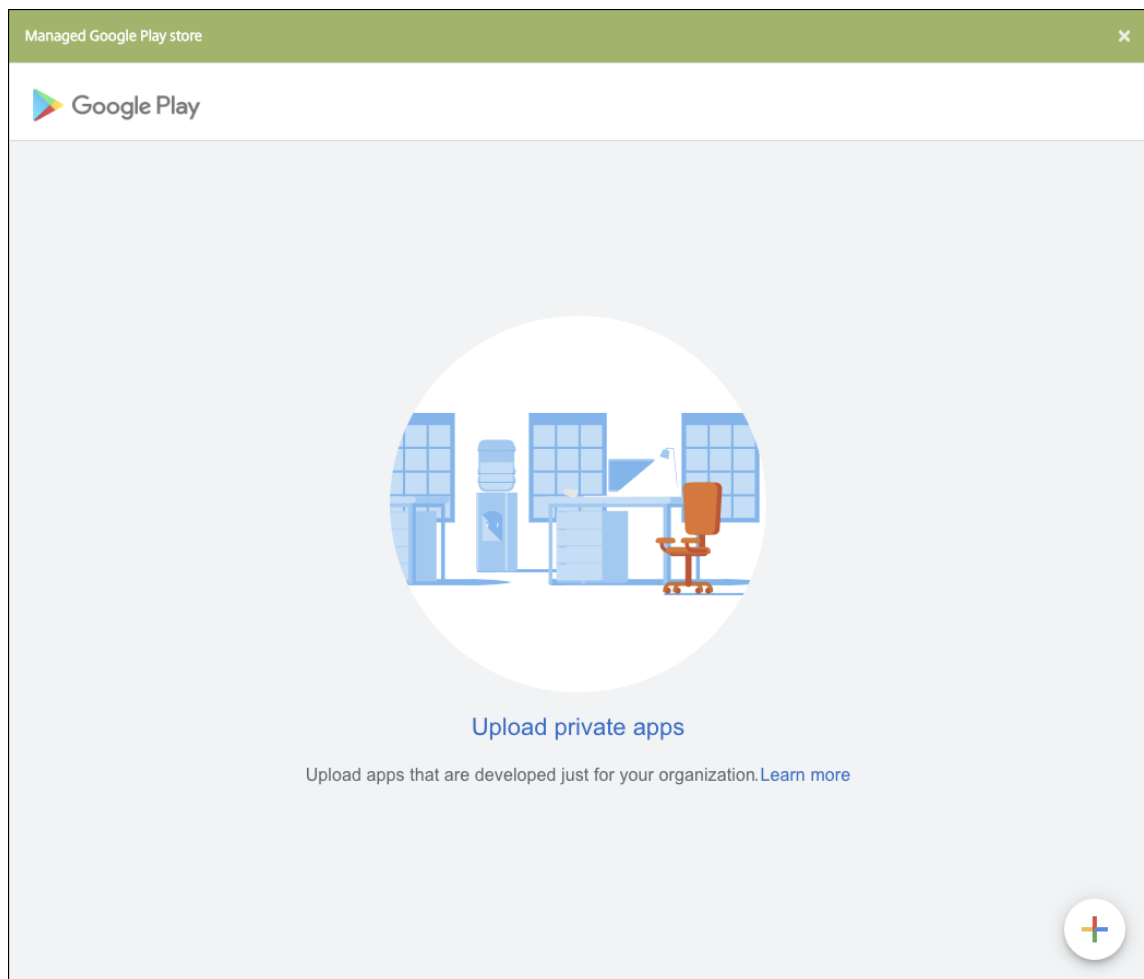 Managed Google Play store
Google Play
Upload private apps
Upload apps that are developed just for your organization.Learn more